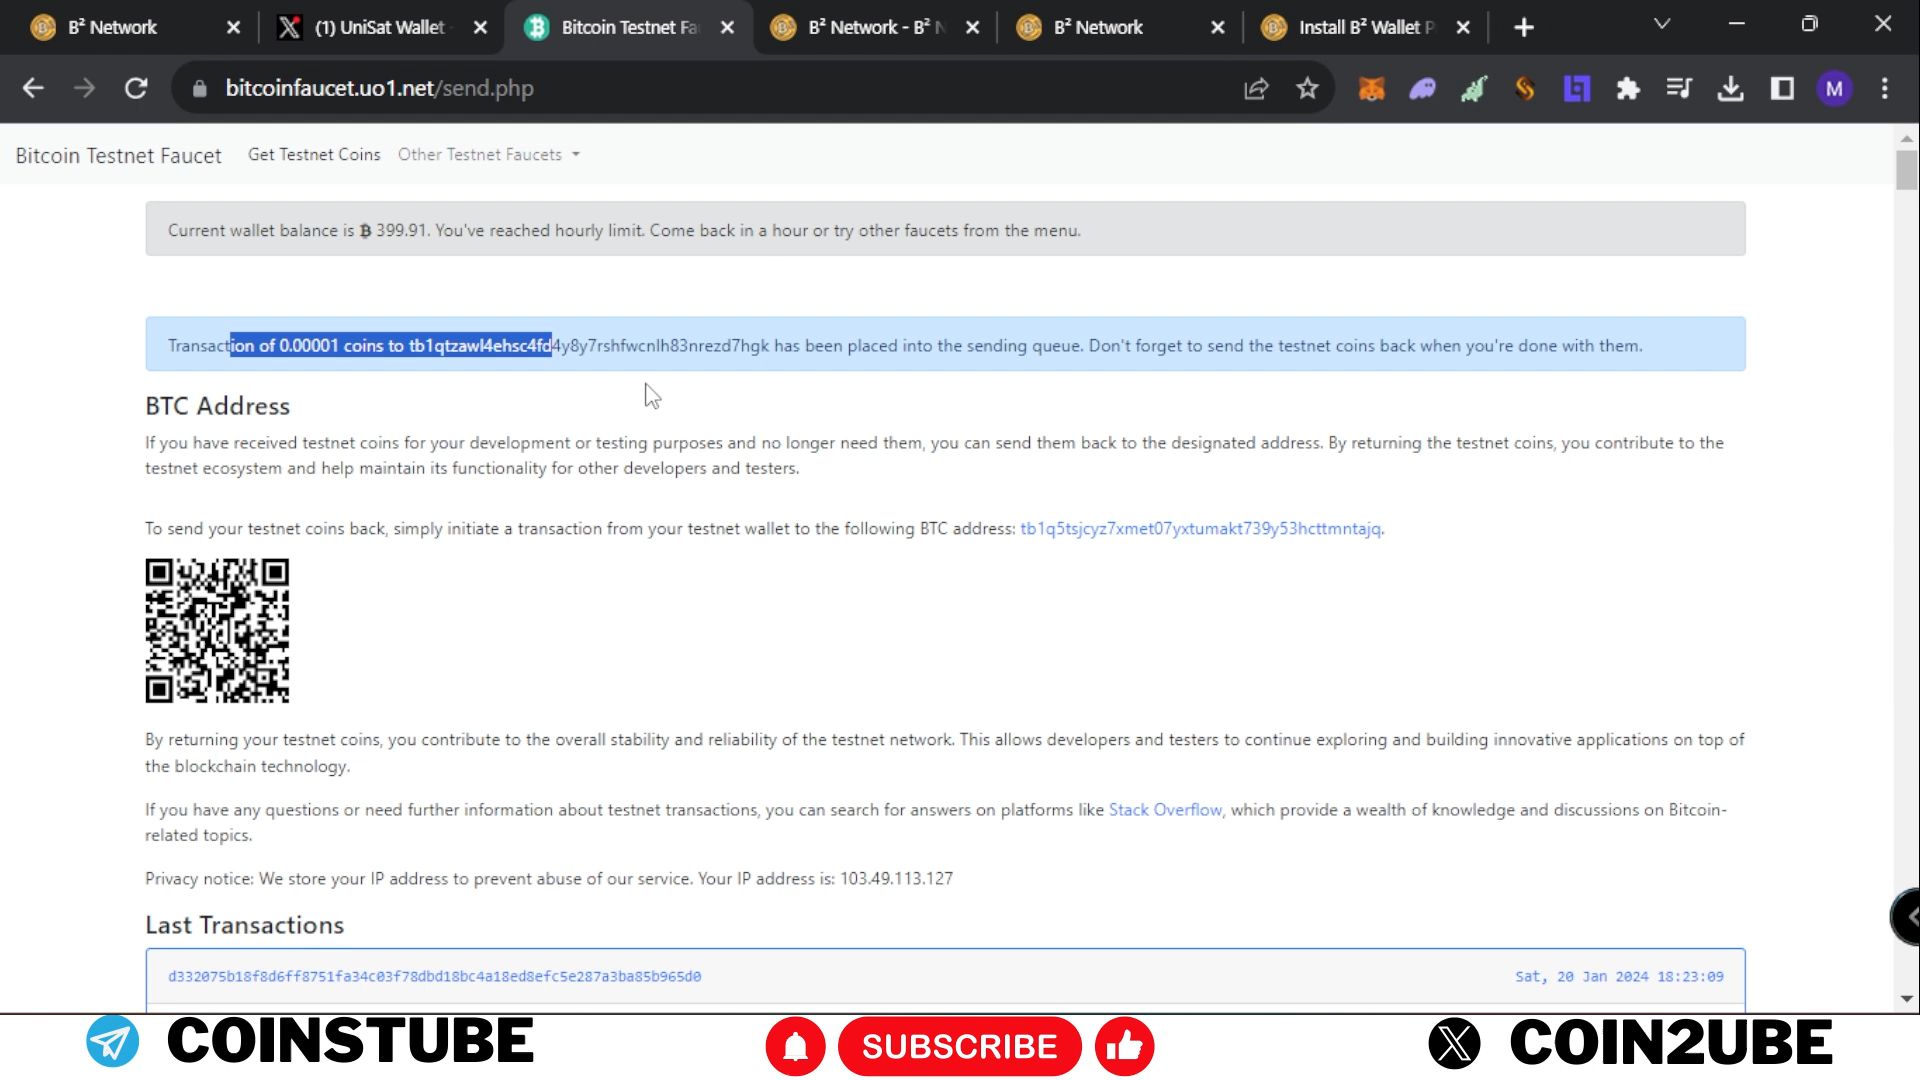 B² Network
(1) UniSat Wallet
Bitcoin Testnet Fa
B² Network - B² N
B² Network
Install B² Wallet P
bitcoinfaucet.uo1.net/send.php
M
Bitcoin Testnet Faucet Get Testnet Coins Other Testnet Faucets
Current wallet balance is ₿ 399.91. You've reached hourly limit. Come back in a hour or try other faucets from the menu.
Transaction of 0.00001 coins to tb1qtzawl4ehsc4fd4y8y7rshfwcnlh83nrezd7hgk has been placed into the sending queue. Don't forget to send the testnet coins back when you're done with them.
BTC Address
If you have received testnet coins for your development or testing purposes and no longer need them, you can send them back to the designated address. By returning the testnet coins, you contribute to the
testnet ecosystem and help maintain its functionality for other developers and testers.
To send your testnet coins back, simply initiate a transaction from your testnet wallet to the following BTC address: tb1q5tsjcyz7xmet07yxtumakt739y53hcttmntajq.
By returning your testnet coins, you contribute to the overall stability and reliability of the testnet network. This allows developers and testers to continue exploring and building innovative applications on top of
the blockchain technology.
If you have any questions or need further information about testnet transactions, you can search for answers on platforms like Stack Overflow, which provide a wealth of knowledge and discussions on Bitcoin-
related topics.
Privacy notice: We store your IP address to prevent abuse of our service. Your IP address is: 103.49.113.127
Last Transactions
d332075b18f8d6ff8751fa34c03f78dbd18bc4a18ed8efc5e287a3ba85b965d0 Sat, 20 Jan 2024 18:23:09
COINSTUBE
SUBSCRIBE
COIN2UBE